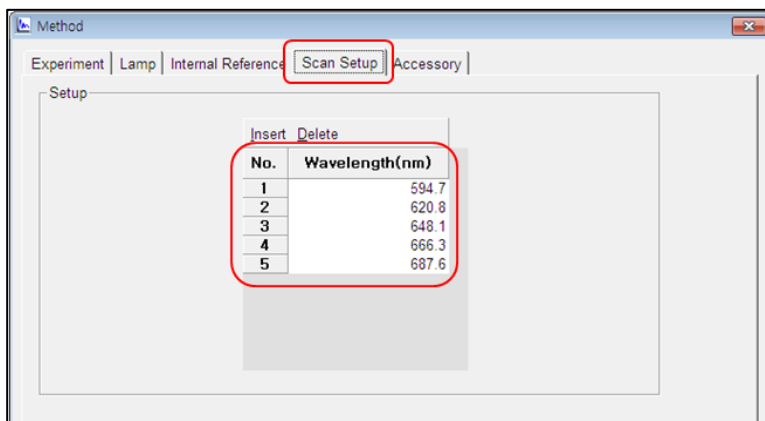 Method
Experiment Lamp Internal Reference Scan Setup Accessory
Setup
Insert Delete
No. Wavelength(nm)
1 594.7
2 620.8
3 648.1
4 666.3
5 687.6